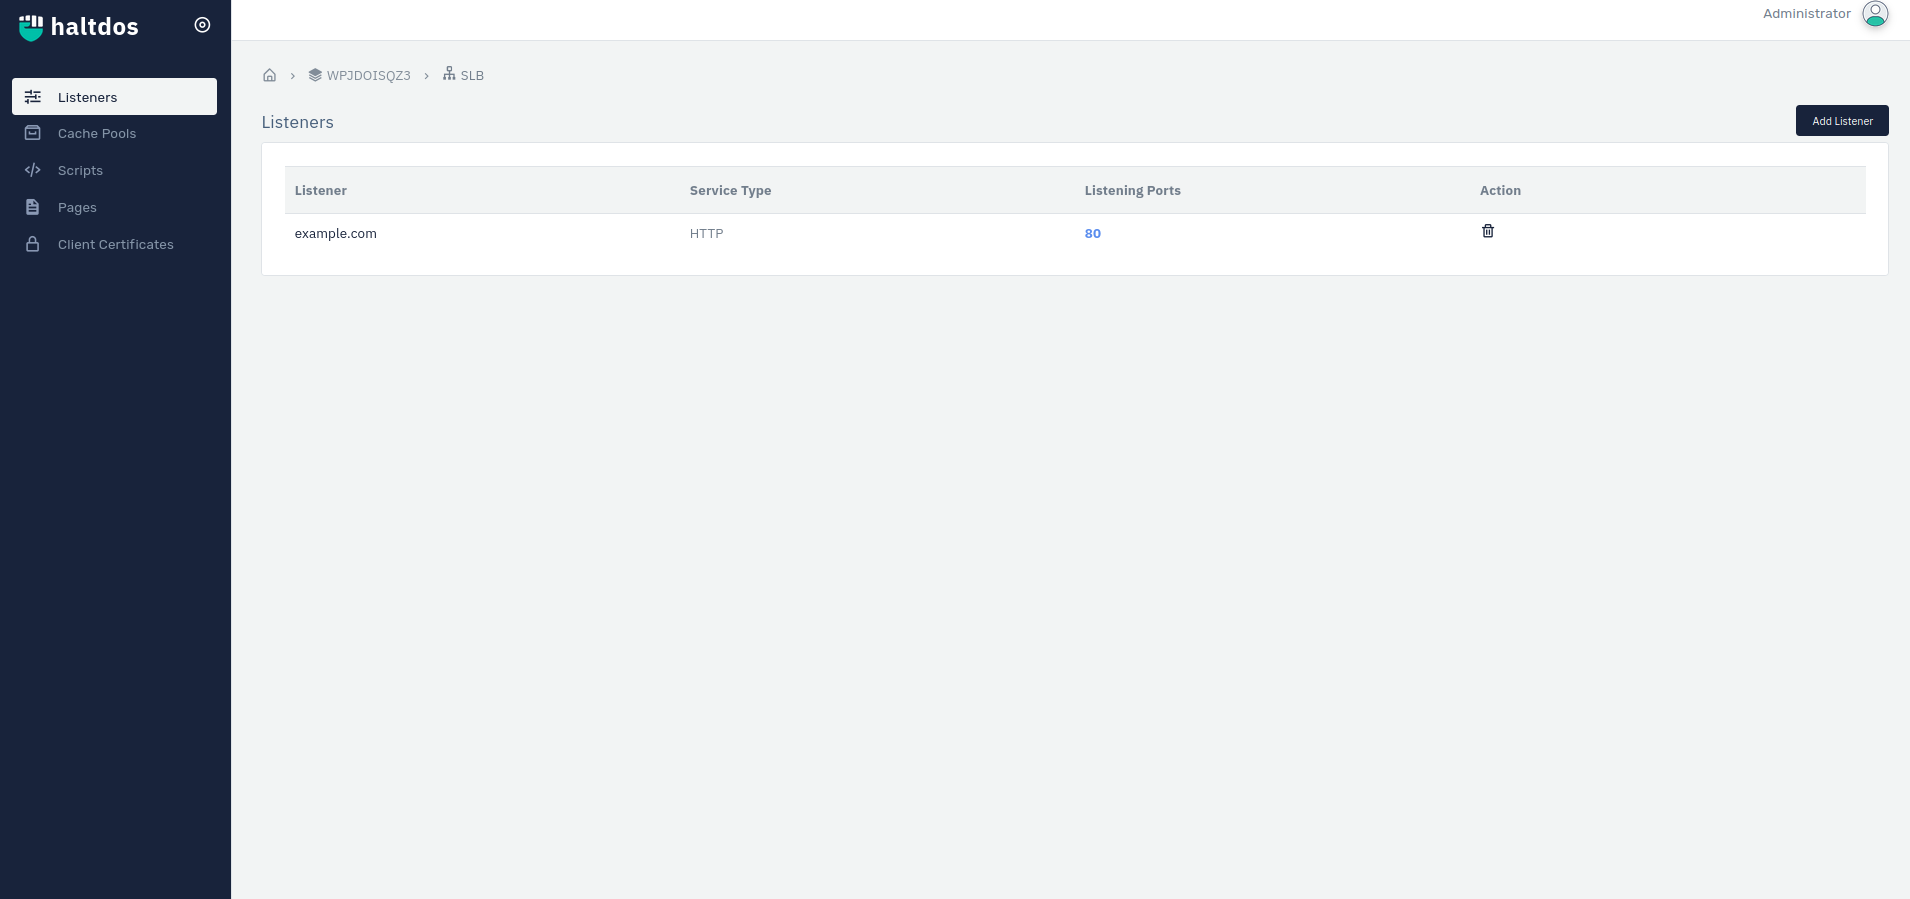 haltdos
Administrator
Listeners
Cache Pools
Scripts
Pages
Client Certificates
WPJDOISQZ3 › SLB
Listeners
Add Listener
Listener Service Type Listening Ports Action
example.com HTTP 80